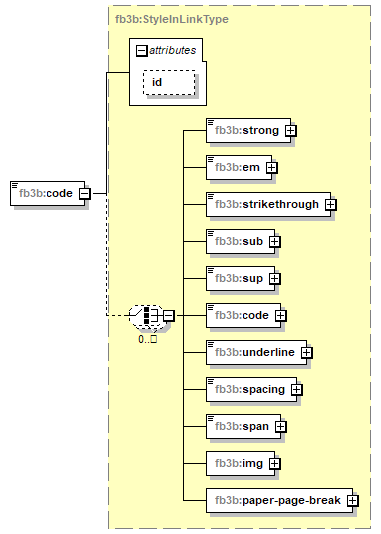 fb3b:StyleInLinkType
attributes
id
fb3b:strong
fb3b:em
fb3b:strikethrough
fb3b:code
fb3b:sub
fb3b:sup
fb3b:code
0..
fb3b:underline
fb3b:spacing
fb3b:span
fb3b:img
fb3b:paper-page-break